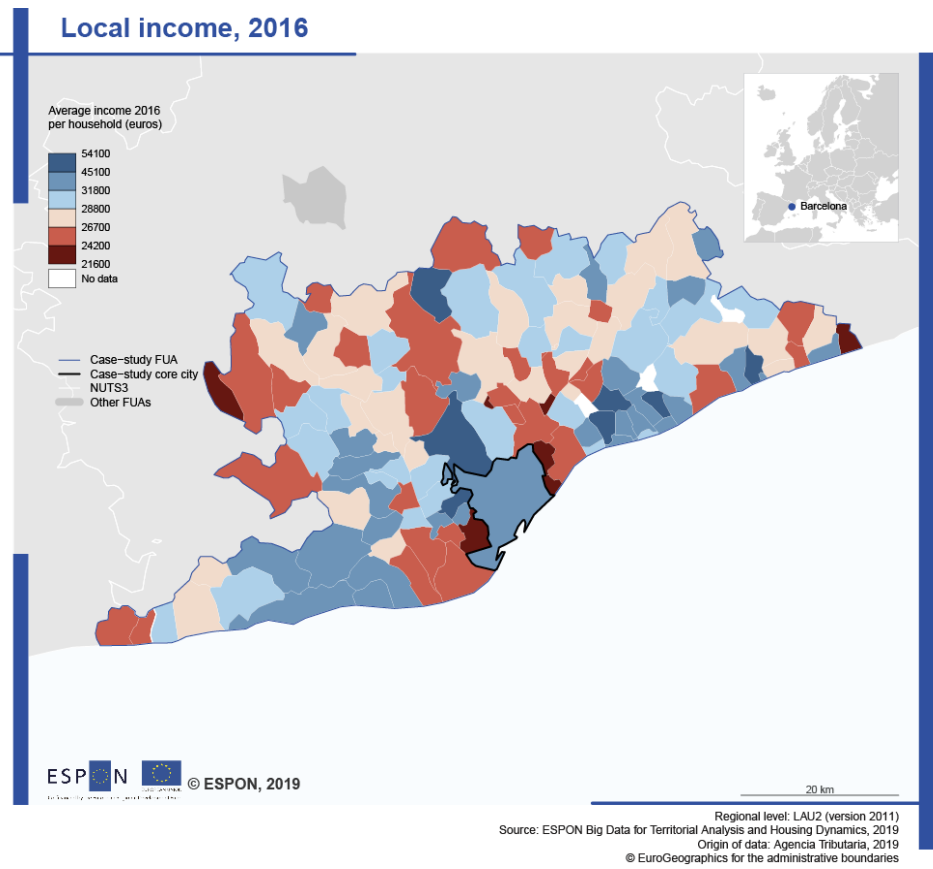 Local income, 2016
Average income 2016
per household (euros)
54100
45100
31800
28800
26700
24200
21600
No data
Barcelona
Case-study FUA
Case-study core city
NUTS3
Other FUAs
ESPON
© ESPON, 2019
20 km
Regional level: LAU2 (version 2011)
Source: ESPON Big Data for Territorial Analysis and Housing Dynamics, 2019
Origin of data: Agencia Tributaria, 2019
© EuroGeographics for the administrative boundaries